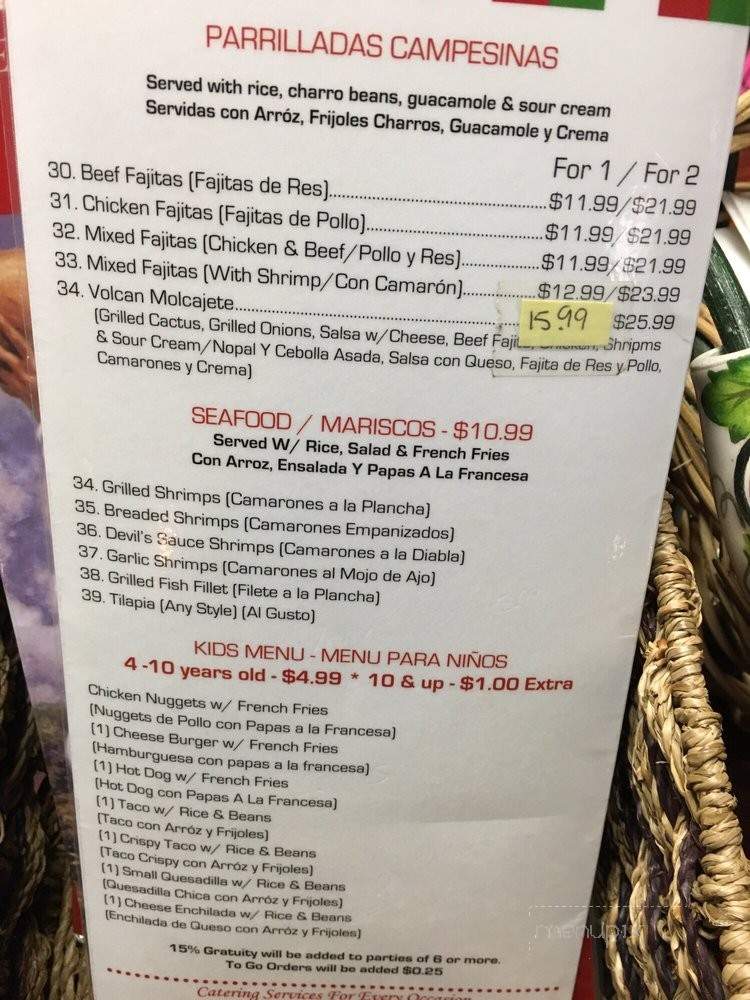 PARRILLADAS CAMPESINAS
Served with rice, charro beans, guacamole & sour cream
Servidas con Arróz, Frijoles Charros, Guacamole y Crema
For 1 / For 2
30. Beef Fajitas (Fajitas de Res)...............................................$11.99/$21.99
31. Chicken Fajitas (Fajitas de Pollo)......................................$11.99/$21.99
32. Mixed Fajitas (Chicken & Beef/Pollo y Res)................$11.99/$21.99
33. Mixed Fajitas (With Shrimp/Con Camarón)...............$12.99/$23.99
34. Volcan Molcajete............................................................ 15.99 $25.99
(Grilled Cactus, Grilled Onions, Salsa w/Cheese, Beef Shripms
& Sour Cream/Nopal Y Cebolla Asada, Salsa con Queso, Fajita de Res y Pollo,
Camarones y Crema)
SEAFOOD / MARISCOS - $10.99
Served W/ Rice, Salad & French Fries
Con Arroz, Ensalada Y Papas A La Francesa
34. Grilled Shrimps (Camarones a la Plancha)
35. Breaded Shrimps (Camarones Empanizados)
36. Devil's Sauce Shrimps (Camarones a la Diabla)
37. Garlic Shrimps (Camarones al Mojo de Ajo)
38. Grilled Fish Fillet (Filete a la Plancha)
39. Tilapia (Any Style) (Al Gusto)
KIDS MENU - MENU PARA NIÑOS
4 -10 years old - $4.99 * 10 & up - $1.00 Extra
Chicken Nuggets w/ French Fries
(Nuggets de Pollo con Papas a la Francesa)
(1) Cheese Burger w/ French Fries
(Hamburguesa con papas a la francesa)
(1) Hot Dog w/ French Fries
(Hot Dog con Papas A La Francesa)
(1) Taco w/ Rice & Beans
(Taco con Arróz y Frijoles)
(1) Crispy Taco w/ Rice & Beans
(Taco Crispy con Arróz y Frijoles)
(1) Small Quesadilla w/ Rice & Beans
(Quesadilla Chica con Arróz y Frijoles)
(1) Cheese Enchilada w/ Rice & Beans
(Enchilada de Queso con Arróz y Frijoles)
15% Gratuity will be added to parties of 6 or more.
To Go Orders will be added $0.25
Catering Services For Every Occasion
menupix